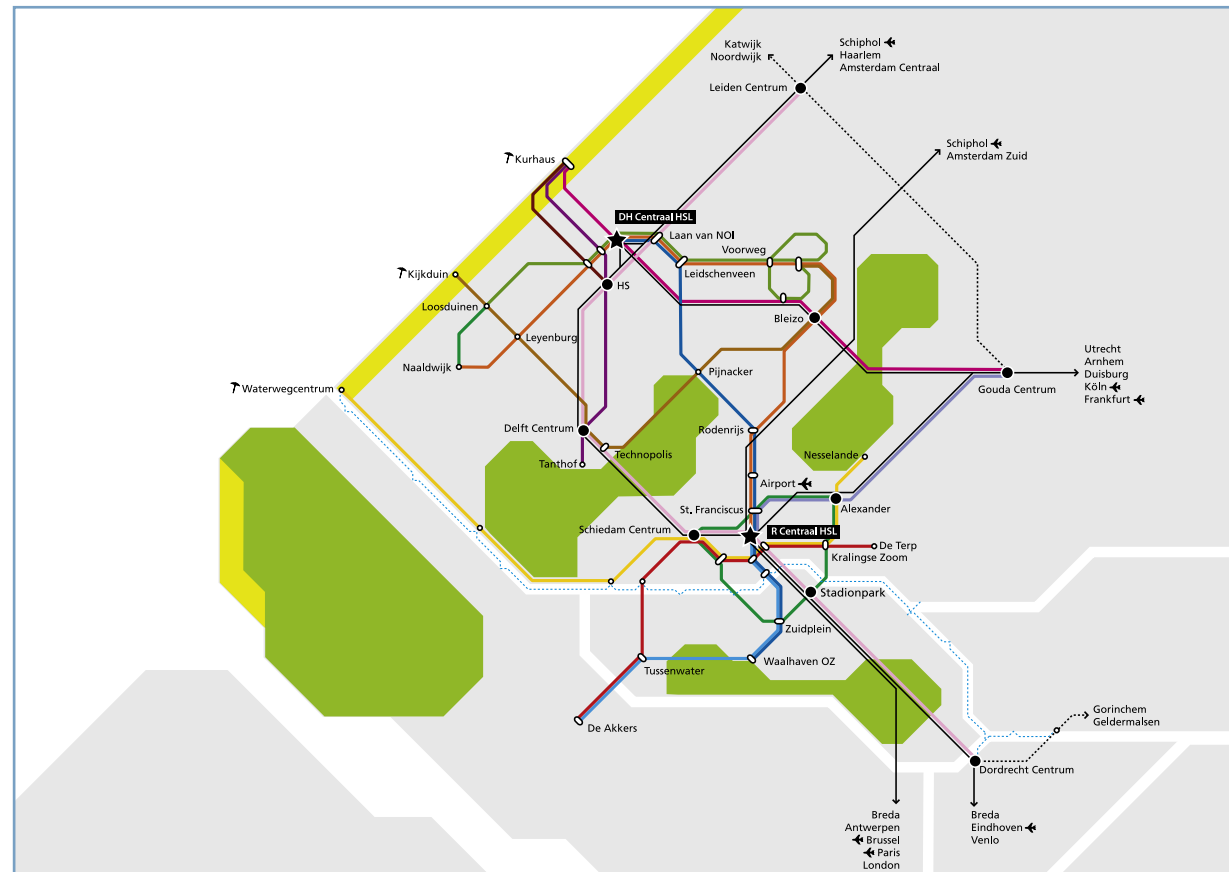 Katwijk
Noordwijk
Schiphol
Haarlem
Amsterdam Centraal
Leiden Centrum
Schiphol
Amsterdam Zuid
Kurhaus
DH Centraal HSL
Laan van NOI
Voorweg
Leidschenveen
Kijkduin
HS
Loosduinen
Bleizo
Leyenburg
Naaldwijk
Pijnacker
Utrecht
Arnhem
Duisburg
Köln
Frankfurt
Gouda Centrum
Waterwegcentrum
Delft Centrum
Rodenrijs
Technopolis
Nesselande
Tanthof
Airport
St. Franciscus
Alexander
Schiedam Centrum
R Centraal HSL
De Terp
Kralingse Zoom
Stadionpark
Zuidplein
Tussenwater
Waalhaven OZ
De Akkers
Gorinchem
Geldermalsen
Dordrecht Centrum
Breda
Antwerpen
Brussel
Paris
London
Breda
Eindhoven
Venlo